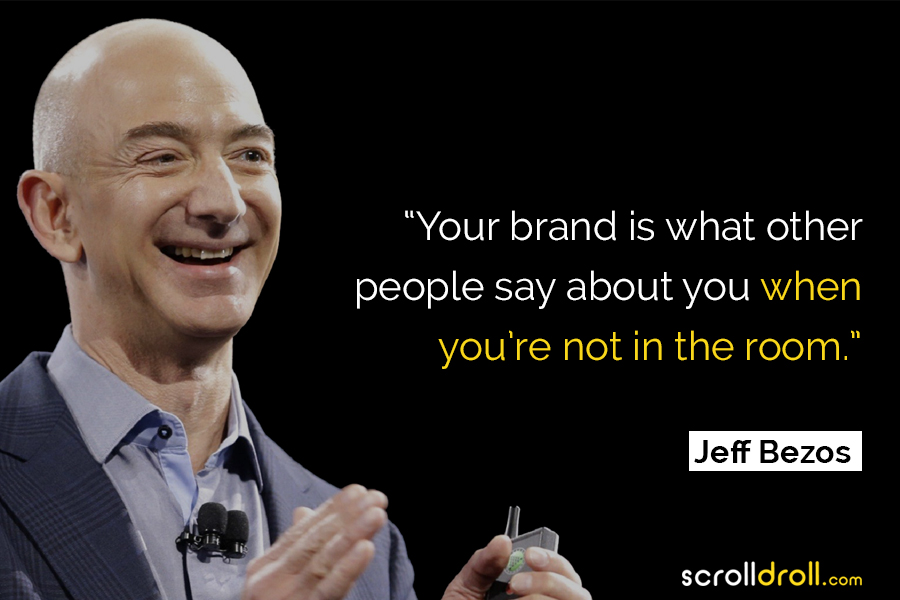 “Your brand is what other
people say about you when
you’re not in the room.”
Jeff Bezos
scrolldroll.com